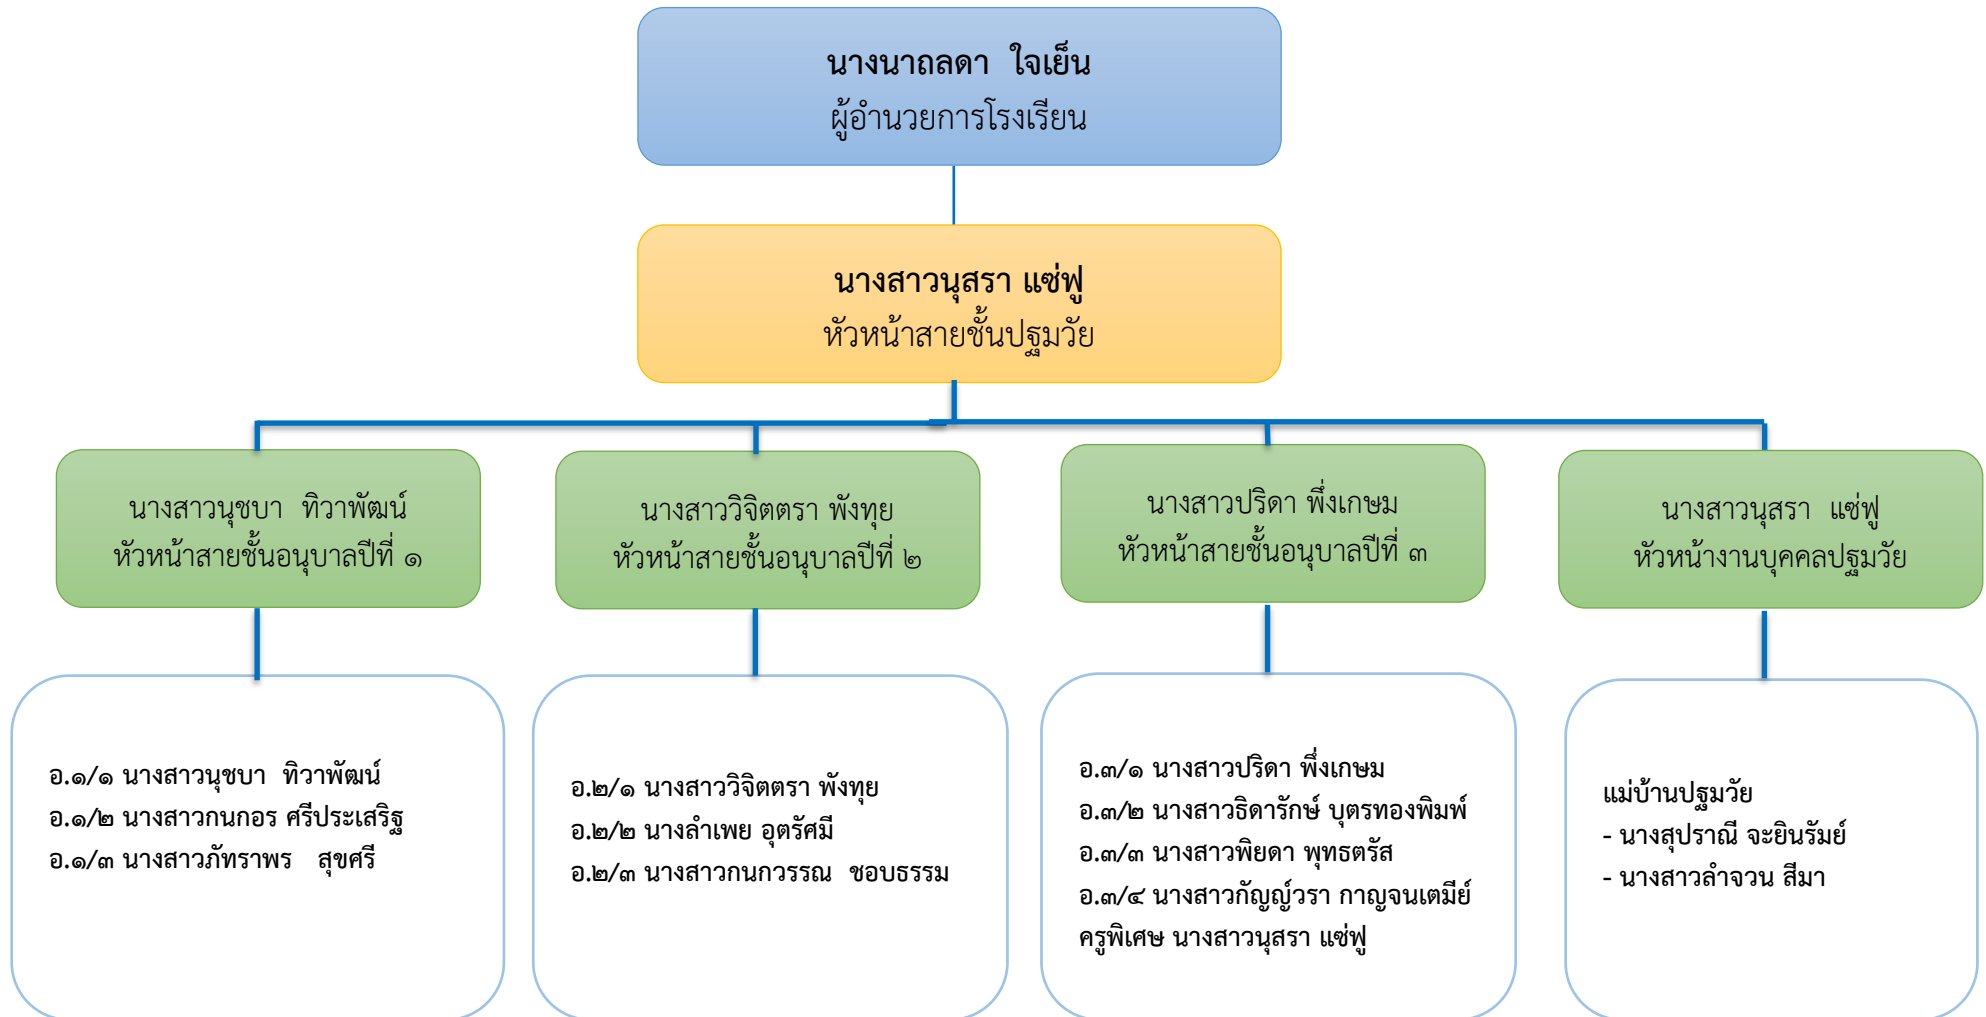 นางนาถลดา ใจเย็น
ผู้อำนวยการโรงเรียน
นางสาวนุสรา แซ่ฟู
หัวหน้าสายชั้นปฐมวัย
นางสาวนุชบา ทิวาพัฒน์
หัวหน้าสายชั้นอนุบาลปีที่ ๑
นางสาววิจิตตรา พังทุย
หัวหน้าสายชั้นอนุบาลปีที่ ๒
นางสาวปริดา พึ่งเกษม
หัวหน้าสายชั้นอนุบาลปีที่ ๓
นางสาวนุสรา แซ่ฟู
หัวหน้างานบุคคลปฐมวัย
อ.๑/๑ นางสาวนุชบา ทิวาพัฒน์
อ.๑/๒ นางสาวกนกอร ศรีประเสริฐ
อ.๑/๓ นางสาวภัทราพร สุขศรี
อ.๒/๑ นางสาววิจิตตรา พังทุย
อ.๒/๒ นางลำเพย อุตรัศมี
อ.๒/๓ นางสาวกนกวรรณ ชอบธรรม
อ.๓/๑ นางสาวปริดา พึ่งเกษม
อ.๓/๒ นางสาวธิดารักษ์ บุตรทองพิมพ์
อ.๓/๓ นางสาวพิยดา พุทธตรัส
อ.๓/๔ นางสาวกัญญ์วรา กาญจนเตมีย์
ครูพิเศษ นางสาวนุสรา แซ่ฟู
แม่บ้านปฐมวัย
- นางสุปราณี จะยินรัมย์
- นางสาวลำจวน สีมา